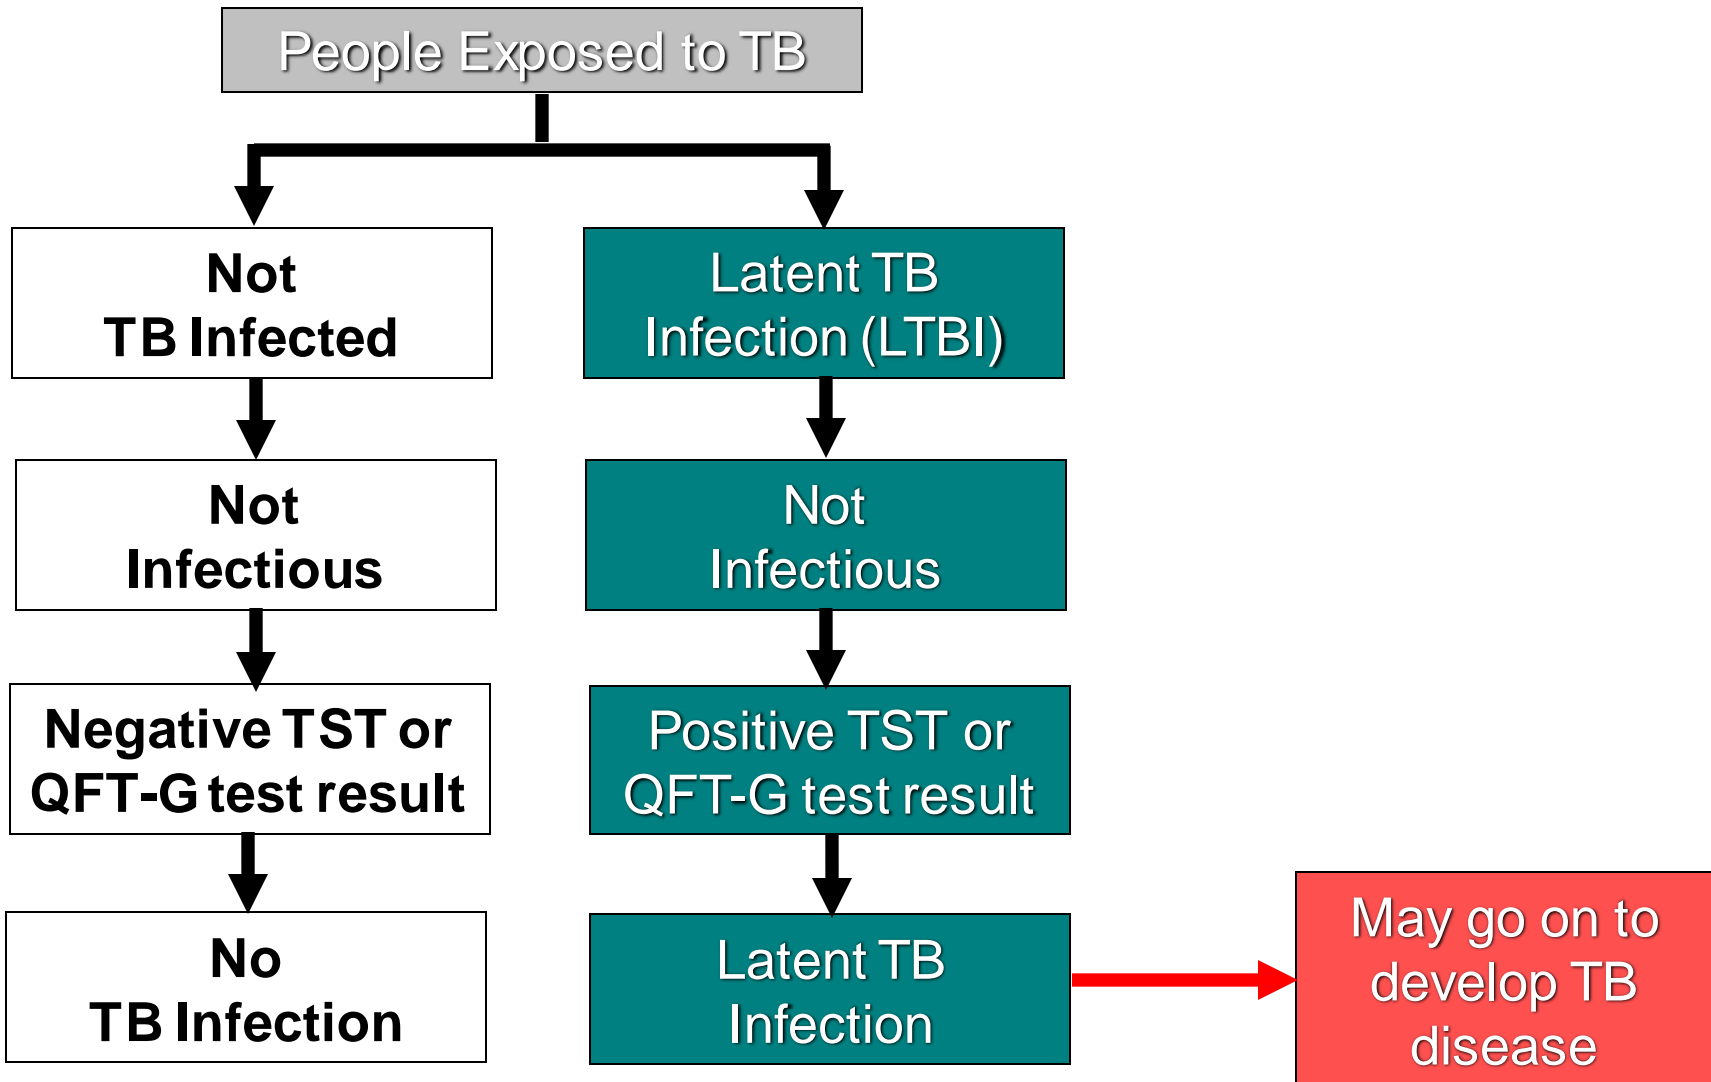 People Exposed to TB
Not
TB Infected
Latent TB
Infection (LTBI)
Not
Infectious
Not
Infectious
Negative TST or
QFT-G test result
Positive TST or
QFT-G test result
No
TB Infection
Latent TB
Infection
May go on to
develop TB
disease